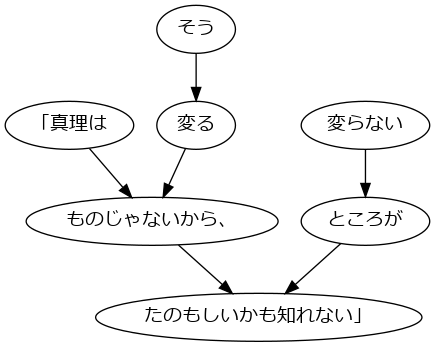 そう
「真理は
変る
変らない
ものじゃないから、
ところが
たのもしいかも知れない」